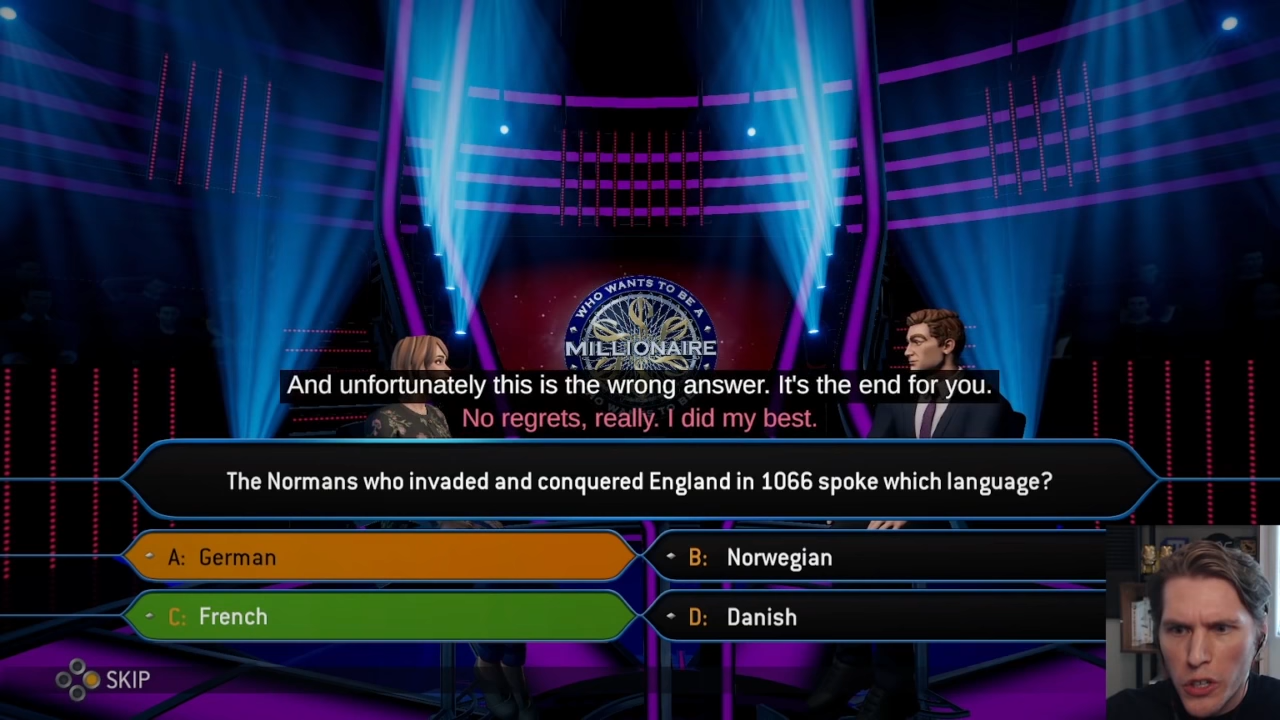 WHO WANTS TO BE A
MILLIONAIRE
And unfortunately this is the wrong answer. It's the end for you.
No regrets, really. I did my best.
The Normans who invaded and conquered England in 1066 spoke which language?
A: German
B: Norwegian
C: French
D: Danish
SKIP